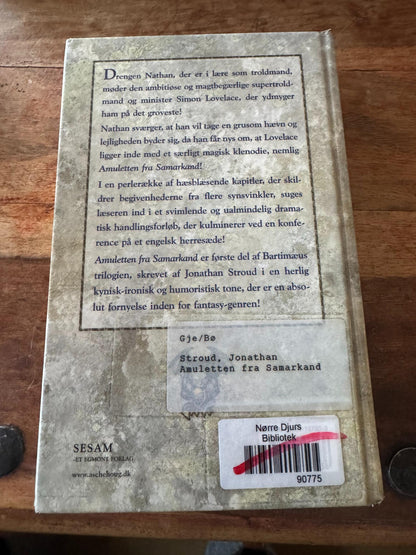 Drengen Nathan, der er i lære som troldmand,
møder den ambitiøse og magtbegærlige supertrold-
mand og minister Simon Lovelace, der ydmyger
ham på det groveste!
Nathan sværger, at han vil tage en grusom hævn og
lejligheden byder sig, da han får nys om, at Lovelace
ligger inde med et særligt magisk klenodie, nemlig
Amuletten fra Samarkand!
I en perlerække af hæsblæsende kapitler, der skil-
drer begivenhederne fra flere synsvinkler, suges
læseren ind i et svimlende og ualmindelig drama-
tisk handlingsforløb, der kulminerer ved en konfe-
rence på et engelsk herresæde!
Amuletten fra Samarkand er første del af Bartimæus
trilogien, skrevet af Jonathan Stroud i en herlig
kynisk-ironisk og humoristisk tone, der er en abso-
lut fornyelse inden for fantasy-genren!
Gje/Bø
Stroud, Jonathan
Amuletten fra Samarkand
SESAM
-ET EGMONT FORLAG
www.aschehoug.dk
Nørre Djurs
Bibliotek
90775